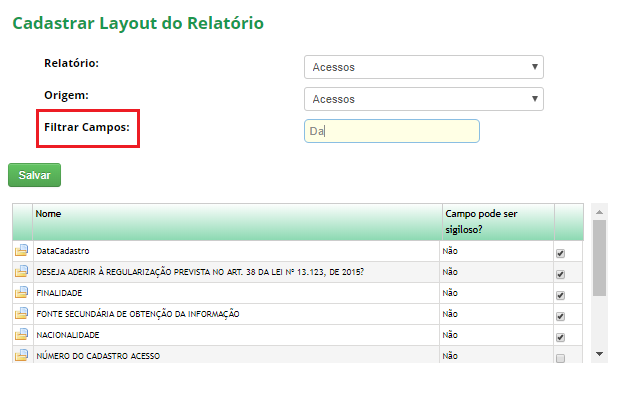 Cadastrar Layout do Relatório
Relatório: Acessos
Origem: Acessos
Filtrar Campos: Da
Salvar
Nome Campo pode ser sigiloso?
DataCadastro Não
DESEJA ADERIR À REGULARIZAÇÃO PREVISTA NO ART. 38 DA LEI Nº 13.123, DE 2015? Não
FINALIDADE Não
FONTE SECUNDÁRIA DE OBTENÇÃO DA INFORMAÇÃO Não
NACIONALIDADE Não
NÚMERO DO CADASTRO ACESSO Não